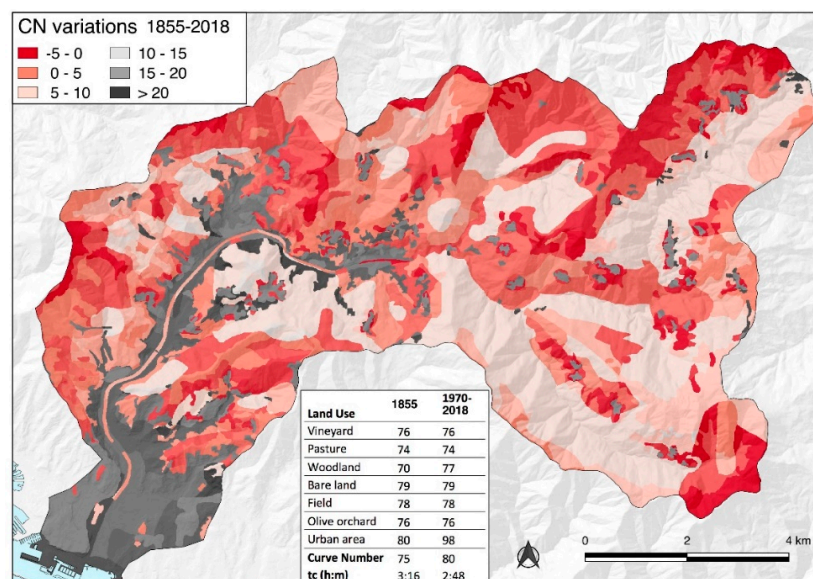 CN variations 1855-2018
-5 - 0 10 - 15
0 - 5 15 - 20
5 - 10 > 20
Land Use 1855 1970-2018
Vineyard 76 76
Pasture 74 74
Woodland 70 77
Bare land 79 79
Field 78 78
Olive orchard 76 76
Urban area 80 98
Curve Number 75 80
tc (h:m) 3:16 2:48
0 2 4 km